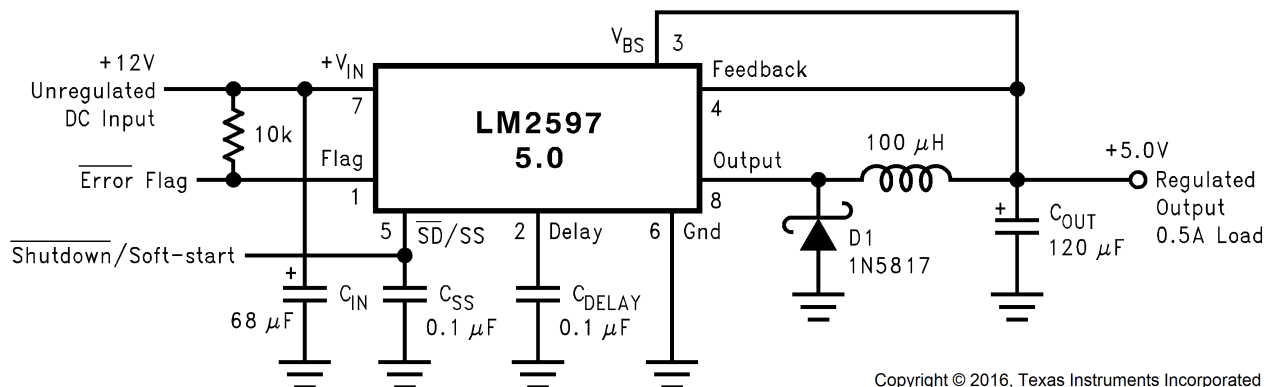 V_BS 3
+12V
Unregulated
DC Input
+V_IN
7
Feedback
4
LM2597
5.0
10k
Flag
1
Error Flag
Output
8
100 μH
+5.0V
Regulated
Output
0.5A Load
5 SD/SS
2 Delay
6 Gnd
Shutdown/Soft-start
+
C_IN
68 μF
C_SS
0.1 μF
C_DELAY
0.1 μF
D1
1N5817
+
C_OUT
120 μF
Copyright © 2016, Texas Instruments Incorporated